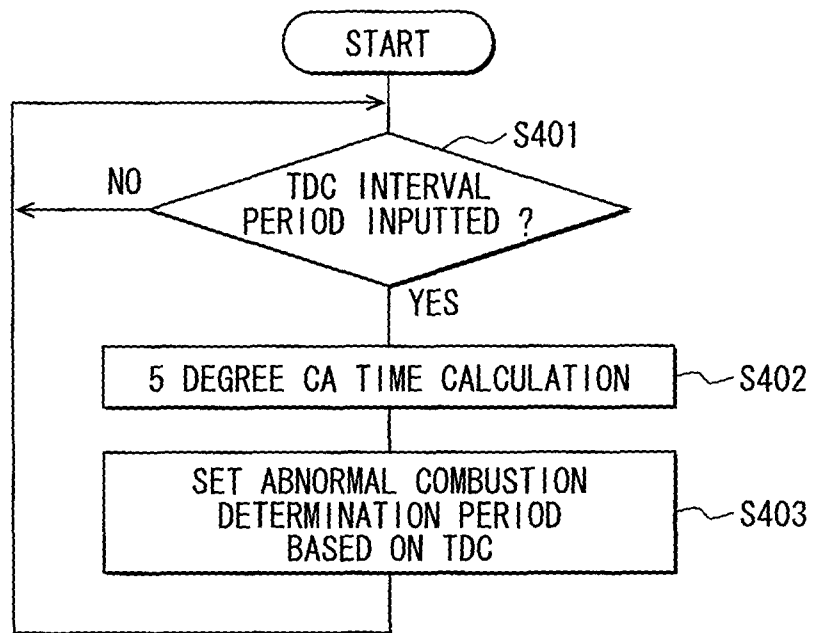 START
S401
NO
TDC INTERVAL
PERIOD INPUTTED ?
YES
5 DEGREE CA TIME CALCULATION
S402
SET ABNORMAL COMBUSTION
DETERMINATION PERIOD
BASED ON TDC
S403